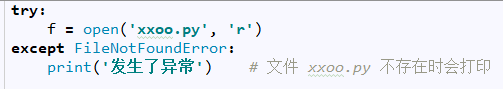 try:
    f = open('xxoo.py', 'r')
except FileNotFoundError:
    print('发生了异常')    # 文件 xxoo.py 不存在时会打印